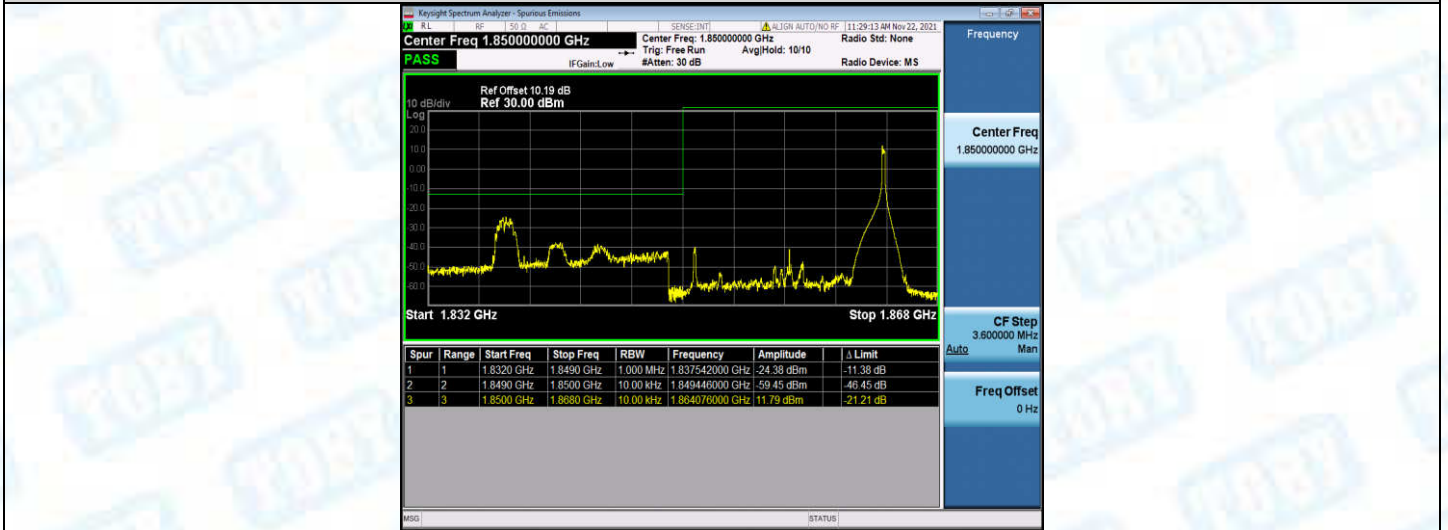 Keysight Spectrum Analyzer - Spurious Emissions
RL RF 50 Ω AC SENSE:INT ALIGN AUTO/NO RF 11:29:13 AM Nov 22, 2021
Center Freq 1.850000000 GHz
Center Freq: 1.850000000 GHz Radio Std: None
Trig: Free Run Avg|Hold: 10/10
PASS IFGain:Low #Atten: 30 dB Radio Device: MS
Ref Offset 10.19 dB
10 dB/div Ref 30.00 dBm
Log
20.0
10.0
0.00
-10.0
-20.0
-30.0
-40.0
-50.0
-60.0
Start 1.832 GHz Stop 1.868 GHz
Spur Range Start Freq Stop Freq RBW Frequency Amplitude Δ Limit
1 1 1.8320 GHz 1.8490 GHz 1.000 MHz 1.837542000 GHz -24.38 dBm -11.38 dB
2 2 1.8490 GHz 1.8500 GHz 10.00 kHz 1.849446000 GHz -59.45 dBm -46.45 dB
3 3 1.8500 GHz 1.8680 GHz 10.00 kHz 1.864076000 GHz 11.79 dBm -21.21 dB
MSG STATUS
Frequency
Center Freq
1.850000000 GHz
CF Step
3.600000 MHz
Auto Man
Freq Offset
0 Hz